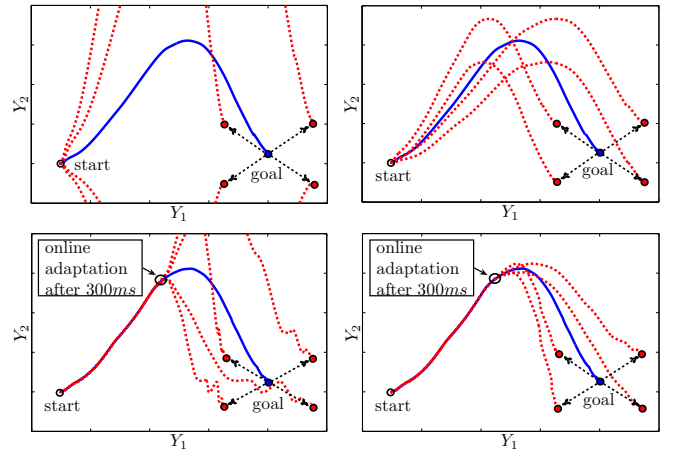 Y2
start
goal
Y1
Y2
start
goal
Y1
online
adaptation
after 300ms
Y2
start
goal
Y1
online
adaptation
after 300ms
Y2
start
goal
Y1